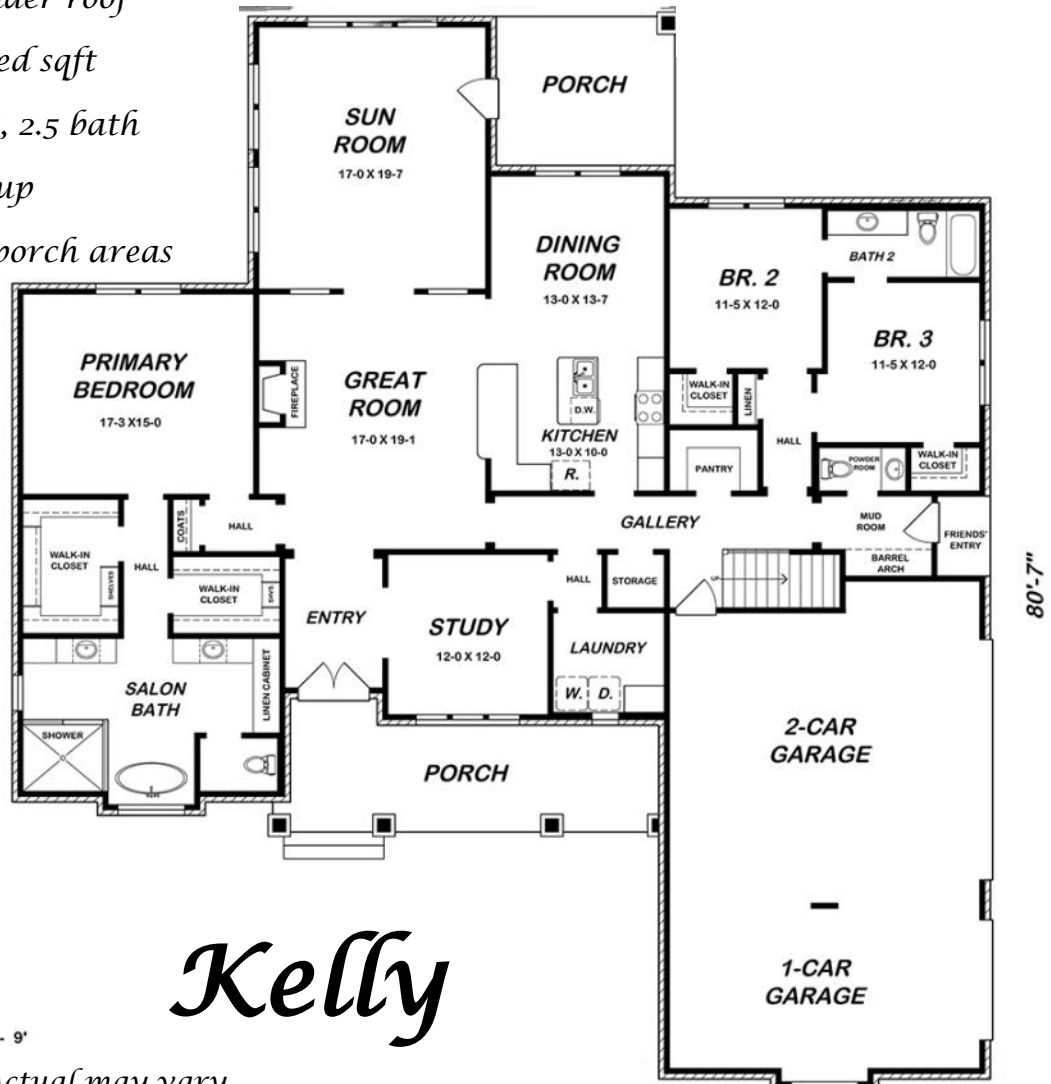 roof
sqft
, 2.5 bath
up
porch areas
PORCH
SUN
ROOM
17-0 X 19-7
DINING
ROOM
13-0 X 13-7
BATH 2
BR. 2
11-5 X 12-0
BR. 3
11-5 X 12-0
PRIMARY
BEDROOM
17-3 X15-0
FIREPLACE
GREAT
ROOM
17-0 X 19-1
D.W.
KITCHEN
13-0 X 10-0
R.
WALK-IN
CLOSET
LINEN
HALL
PANTRY
POWDER
ROOM
WALK-IN
CLOSET
COATS
HALL
GALLERY
MUD
ROOM
FRIENDS'
ENTRY
BARREL
ARCH
80'-7"
WALK-IN
CLOSET
SHELVES
HALL
WALK-IN
CLOSET
SHVS
ENTRY
STUDY
12-0 X 12-0
HALL
STORAGE
UP
LAUNDRY
W.
D.
SALON
BATH
LINEN CABINET
SHOWER
PORCH
2-CAR
GARAGE
1-CAR
GARAGE
Kelly
- 9'
may vary